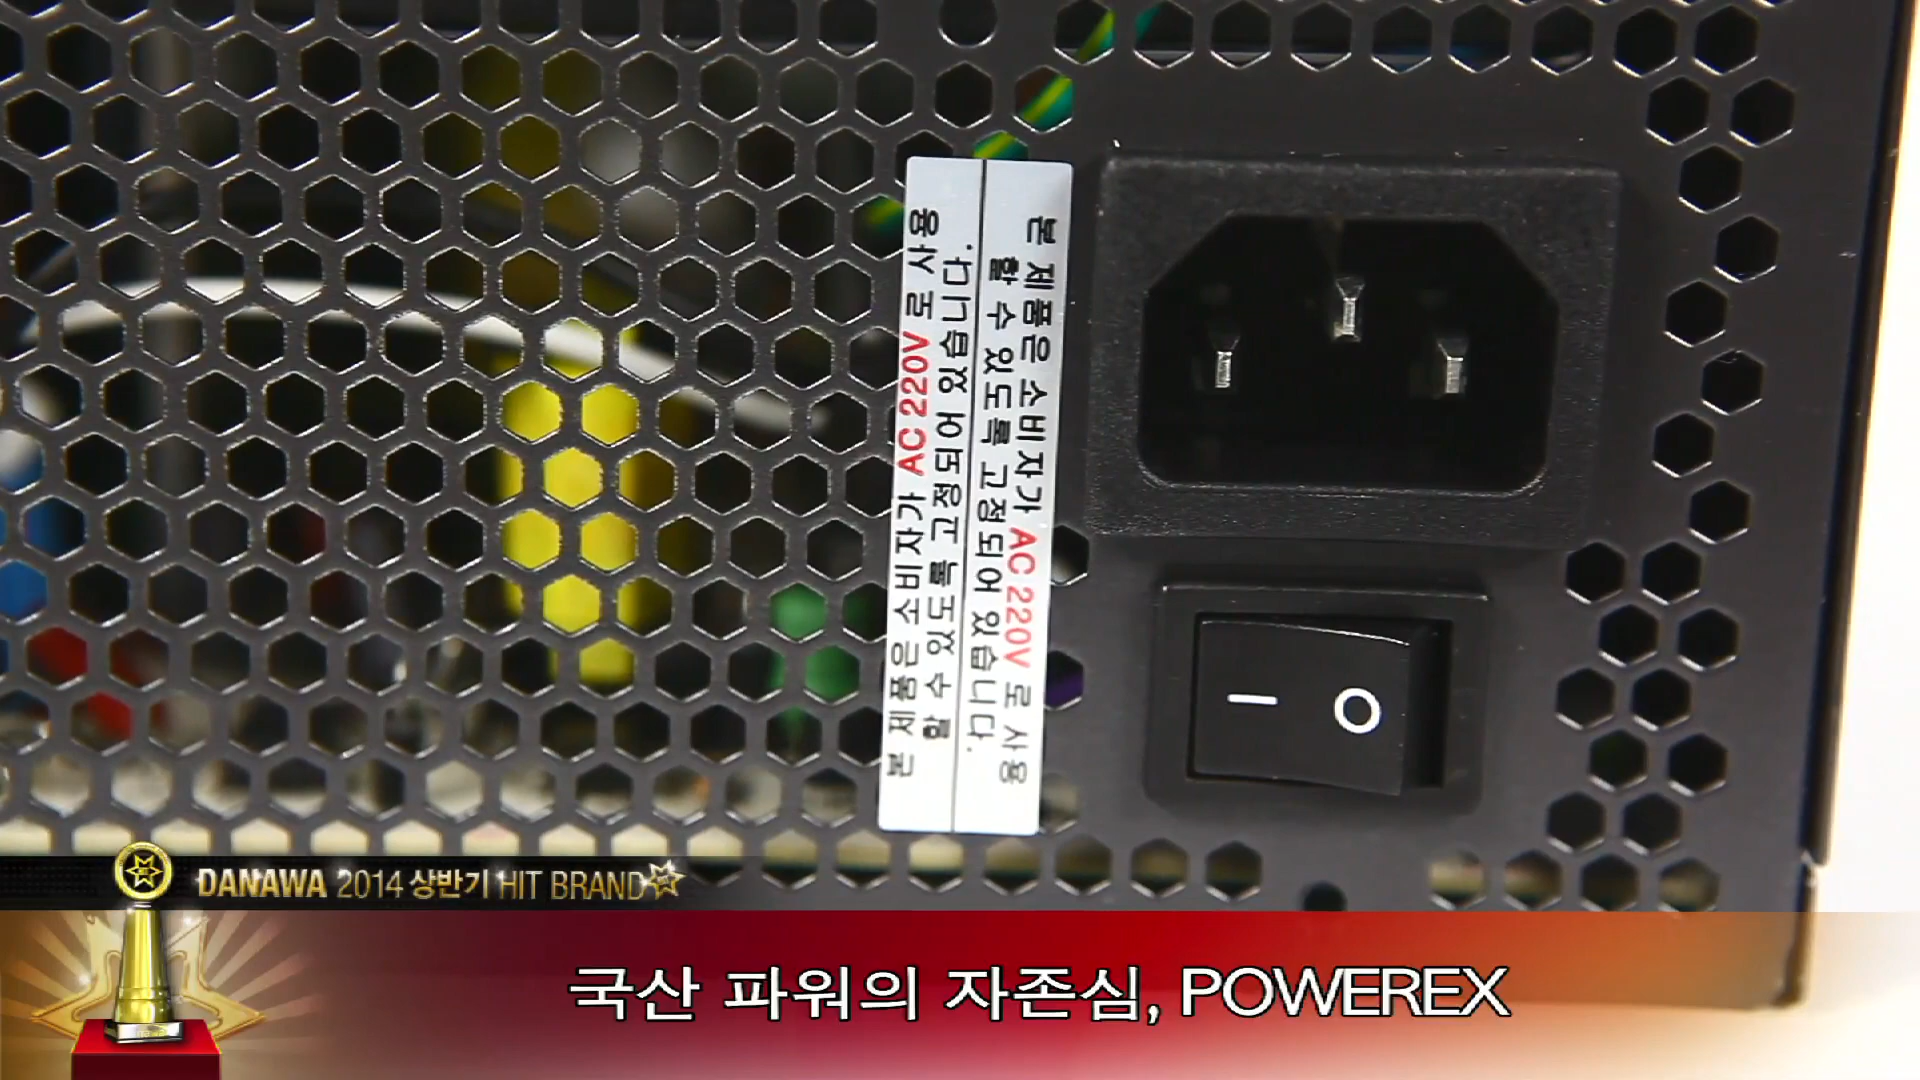 본 제품은 소비자가 AC 220V 로 사용
할 수 있도록 고정되어 있습니다.
본 제품은 소비자가 AC 220V 로 사용
할 수 있도록 고정되어 있습니다.
I O
DANAWA 2014 상반기 HIT BRAND
국산 파워의 자존심, POWEREX